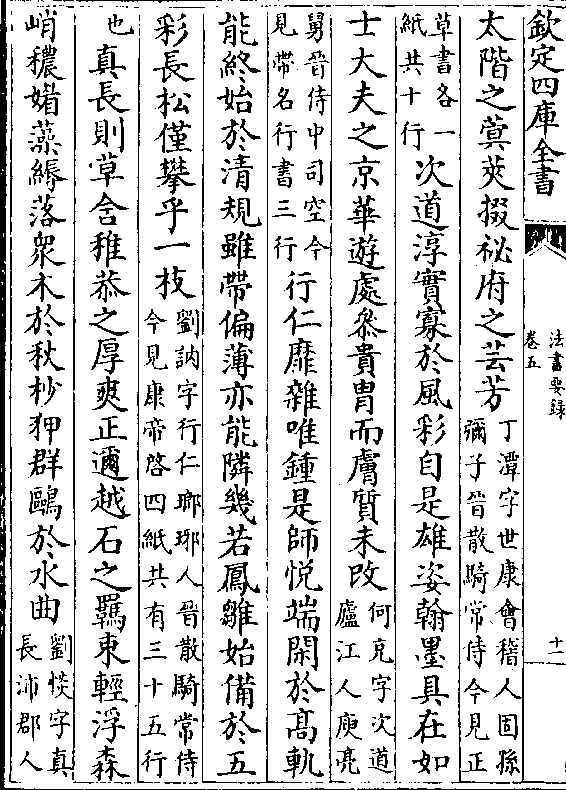 欽定四庫全書
法書要錄
卷五
十一
太階之蓂莢掇祕府之芸芳丁潭字世康會稽人固孫彌子晉散騎常侍今見正
草書各一紙共十行次道淳實寡於風彩自是雄姿翰墨具在如
士大夫之京華遊處叅貴胄而膚質未改何克字次道廬江人庾亮
舅晉侍中司空今見帶名行書三行行仁靡雜唯鍾是師悦端閑於高軌
能終始於清規雖帶偏薄亦能隣幾若鳳雛始備於五
彩長松僅攀乎一枝劉訥字行仁瑯琊人晉散騎常侍今見康帝啓四紙共有三十五行
也真長則草含稚恭之厚爽正邇越石之羈束輕浮森
峭穠媚藻縟落衆木於秋杪狎群鷗於水曲劉惔字真長沛郡人